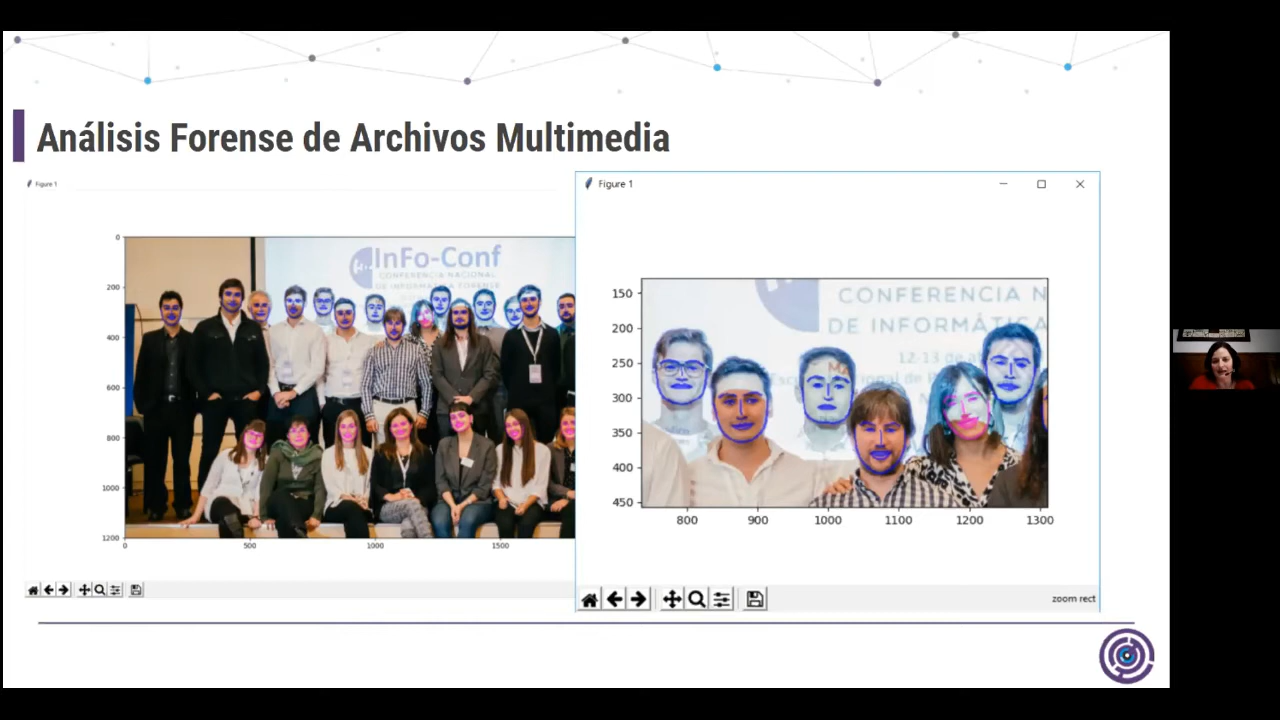 Análisis Forense de Archivos Multimedia
Figure 1
0
200
400
600
800
1000
1200
0
500
1000
1500
InFo-Conf
CONFERENCIA NACIONAL
DE INFORMÁTICA FORENSE
Figure 1
150
200
250
300
350
400
450
800
900
1000
1100
1200
1300
CONFERENCIA N
DE INFORMÁTICA
12-13 de
zoom rect